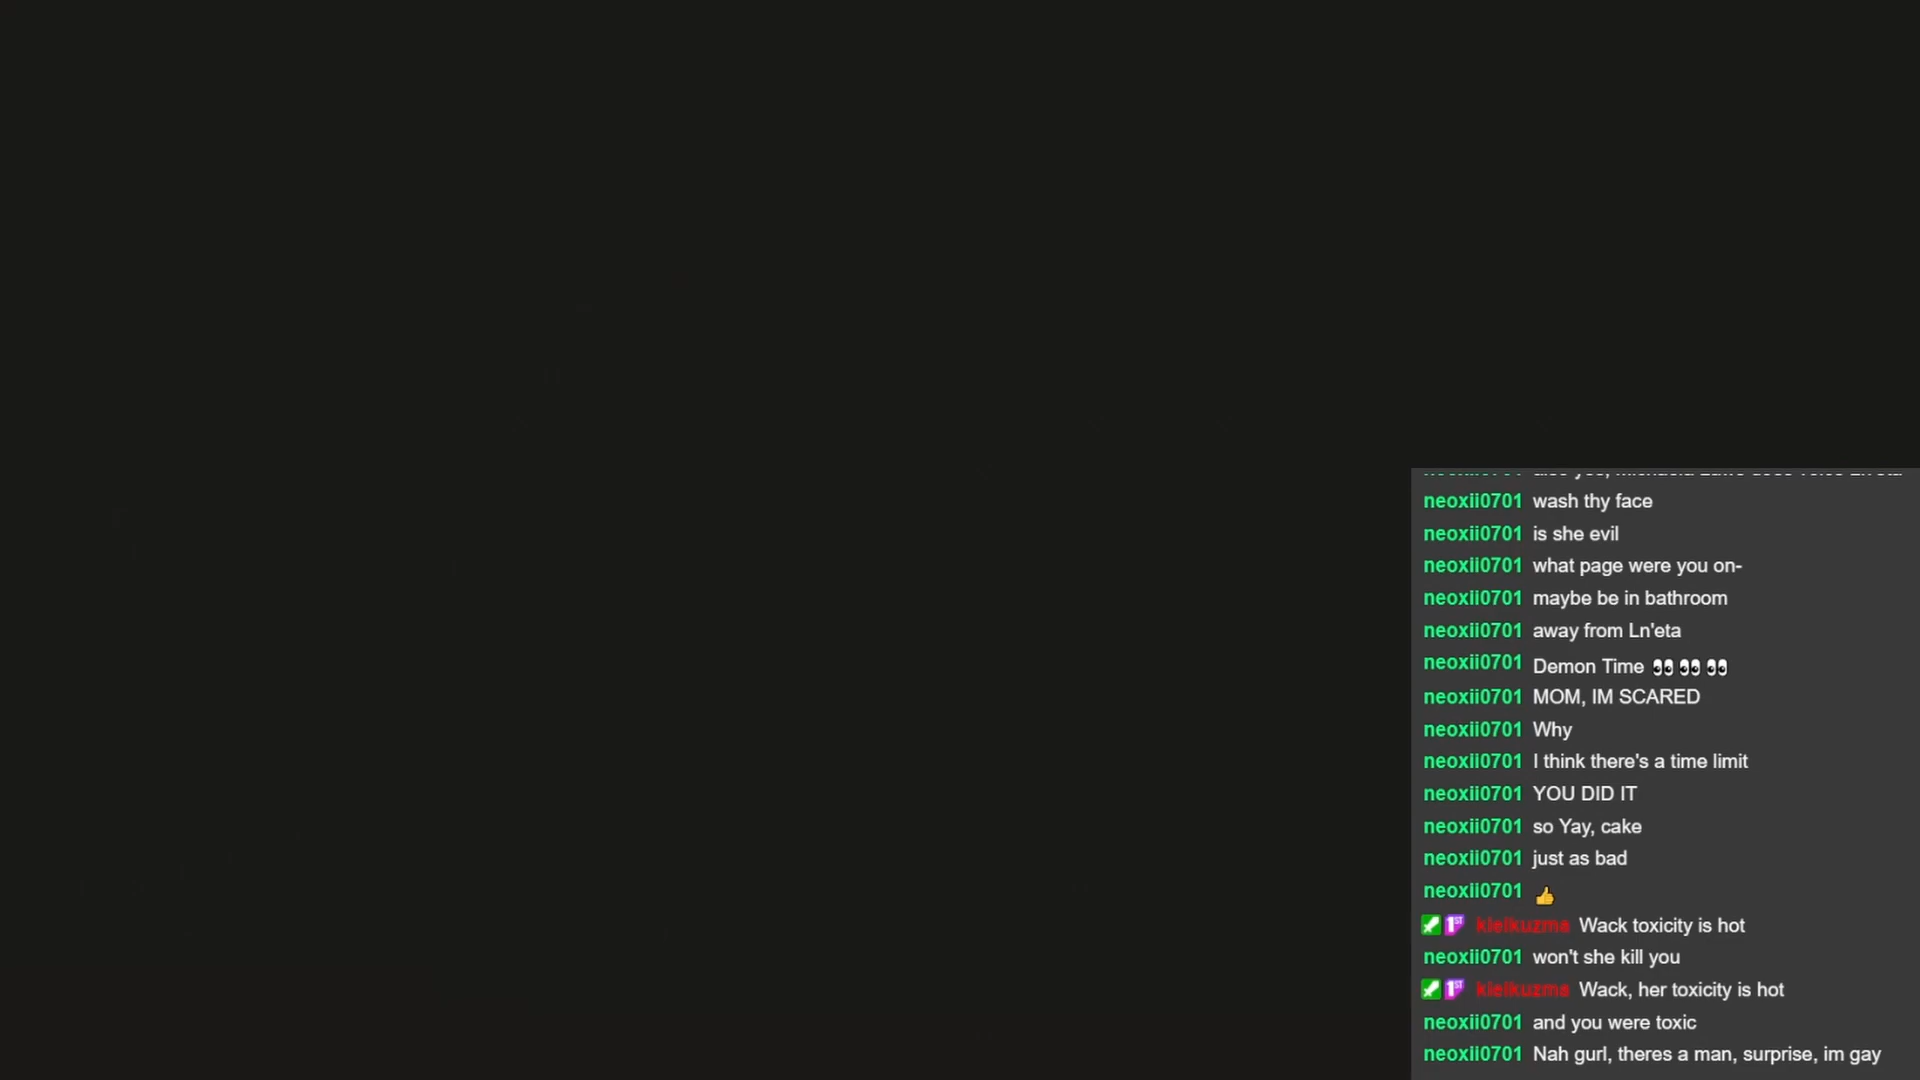 neoxii0701 wash thy face
neoxii0701 is she evil
neoxii0701 what page were you on-
neoxii0701 maybe be in bathroom
neoxii0701 away from Ln'eta
neoxii0701 Demon Time 👀 👀 👀
neoxii0701 MOM, IM SCARED
neoxii0701 Why
neoxii0701 I think there's a time limit
neoxii0701 YOU DID IT
neoxii0701 so Yay, cake
neoxii0701 just as bad
neoxii0701 👍
1ST kielkuzma Wack toxicity is hot
neoxii0701 won't she kill you
1ST kielkuzma Wack, her toxicity is hot
neoxii0701 and you were toxic
neoxii0701 Nah gurl, theres a man, surprise, im gay